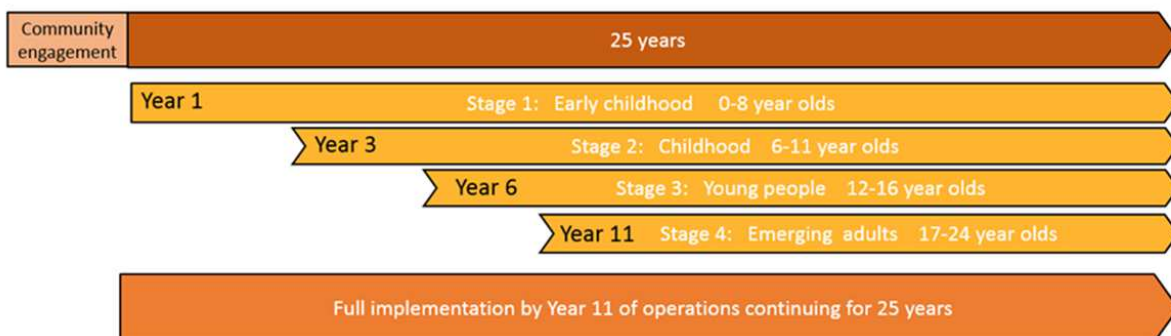 Community
engagement
25 years
Year 1 Stage 1: Early childhood 0-8 year olds
Year 3 Stage 2: Childhood 6-11 year olds
Year 6 Stage 3: Young people 12-16 year olds
Year 11 Stage 4: Emerging adults 17-24 year olds
Full implementation by Year 11 of operations continuing for 25 years